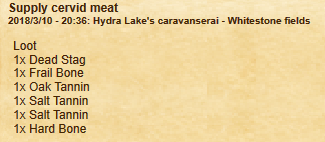 Supply cervid meat
2018/3/10 - 20:36: Hydra Lake's caravanserai - Whitestone fields
Loot
1x Dead Stag
1x Frail Bone
1x Oak Tannin
1x Salt Tannin
1x Salt Tannin
1x Hard Bone